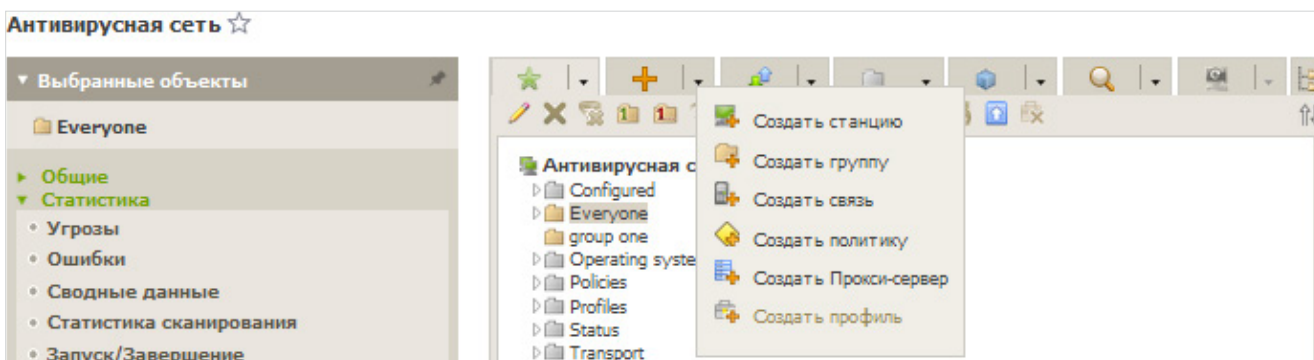 Антивирусная сеть
Выбранные объекты
Everyone
Общие
Статистика
Угрозы
Ошибки
Сводные данные
Статистика сканирования
Запуск/Завершение
1
1
Антивирусная с
Configured
Everyone
group one
Operating syste
Policies
Profiles
Status
Transport
Создать станцию
Создать группу
Создать связь
Создать политику
Создать Прокси-сервер
Создать профиль